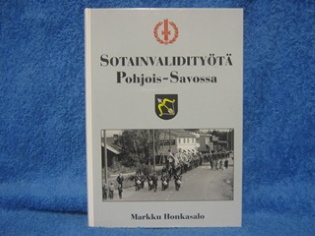 SOTAINVALIDITYÖTÄ
Pohjois-Savossa
Markku Honkasalo